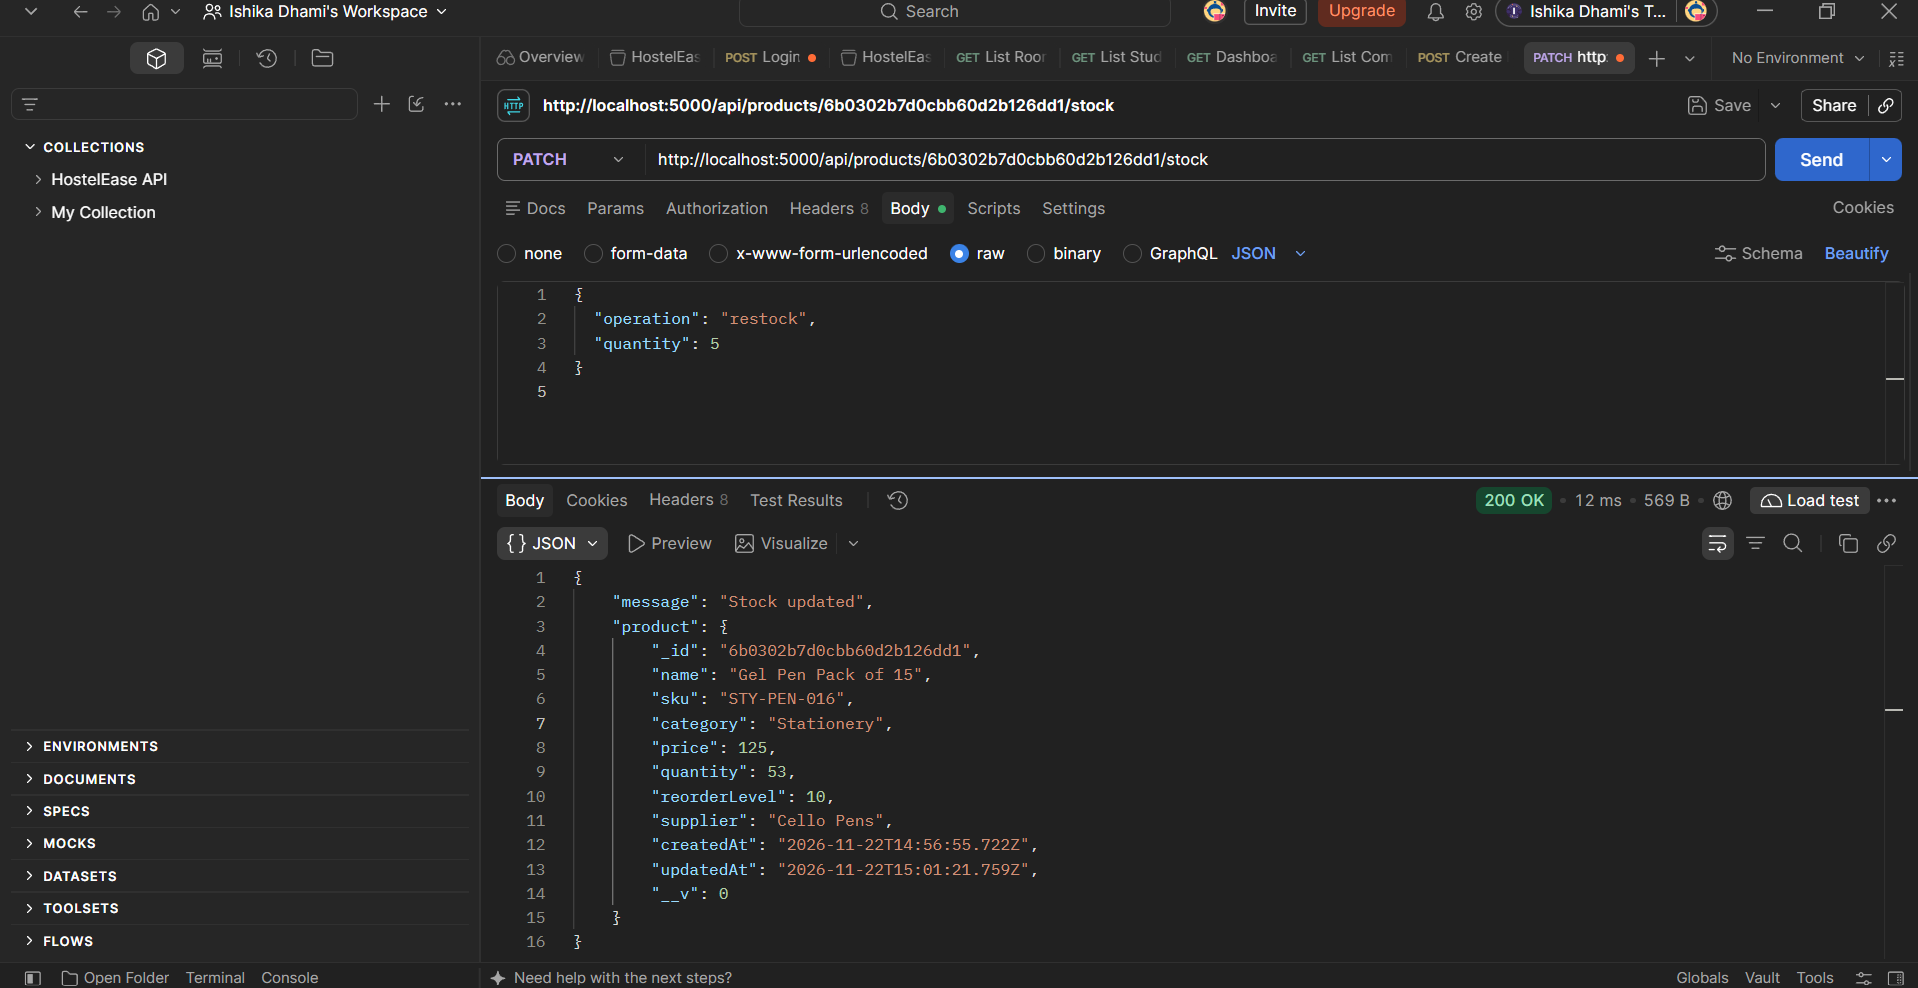 Ishika Dhami's Workspace
Search
Invite
Upgrade
Ishika Dhami's T...
Overview
HostelEas
POST Login
HostelEas
GET List Roor
GET List Stud
GET Dashboa
GET List Com
POST Create
PATCH http:
No Environment
HTTP
http://localhost:5000/api/products/6b0302b7d0cbb60d2b126dd1/stock
Save
Share
COLLECTIONS
HostelEase API
My Collection
PATCH
http://localhost:5000/api/products/6b0302b7d0cbb60d2b126dd1/stock
Send
Docs
Params
Authorization
Headers 8
Body
Scripts
Settings
Cookies
none
form-data
x-www-form-urlencoded
raw
binary
GraphQL
JSON
Schema
Beautify
1 {
2 "operation": "restock",
3 "quantity": 5
4 }
5
Body
Cookies
Headers 8
Test Results
200 OK
12 ms
569 B
Load test
{} JSON
Preview
Visualize
1 {
2 "message": "Stock updated",
3 "product": {
4 "_id": "6b0302b7d0cbb60d2b126dd1",
5 "name": "Gel Pen Pack of 15",
6 "sku": "STY-PEN-016",
7 "category": "Stationery",
8 "price": 125,
9 "quantity": 53,
10 "reorderLevel": 10,
11 "supplier": "Cello Pens",
12 "createdAt": "2026-11-22T14:56:55.722Z",
13 "updatedAt": "2026-11-22T15:01:21.759Z",
14 "__v": 0
15 }
16 }
ENVIRONMENTS
DOCUMENTS
SPECS
MOCKS
DATASETS
TOOLSETS
FLOWS
Open Folder
Terminal
Console
Need help with the next steps?
Globals
Vault
Tools